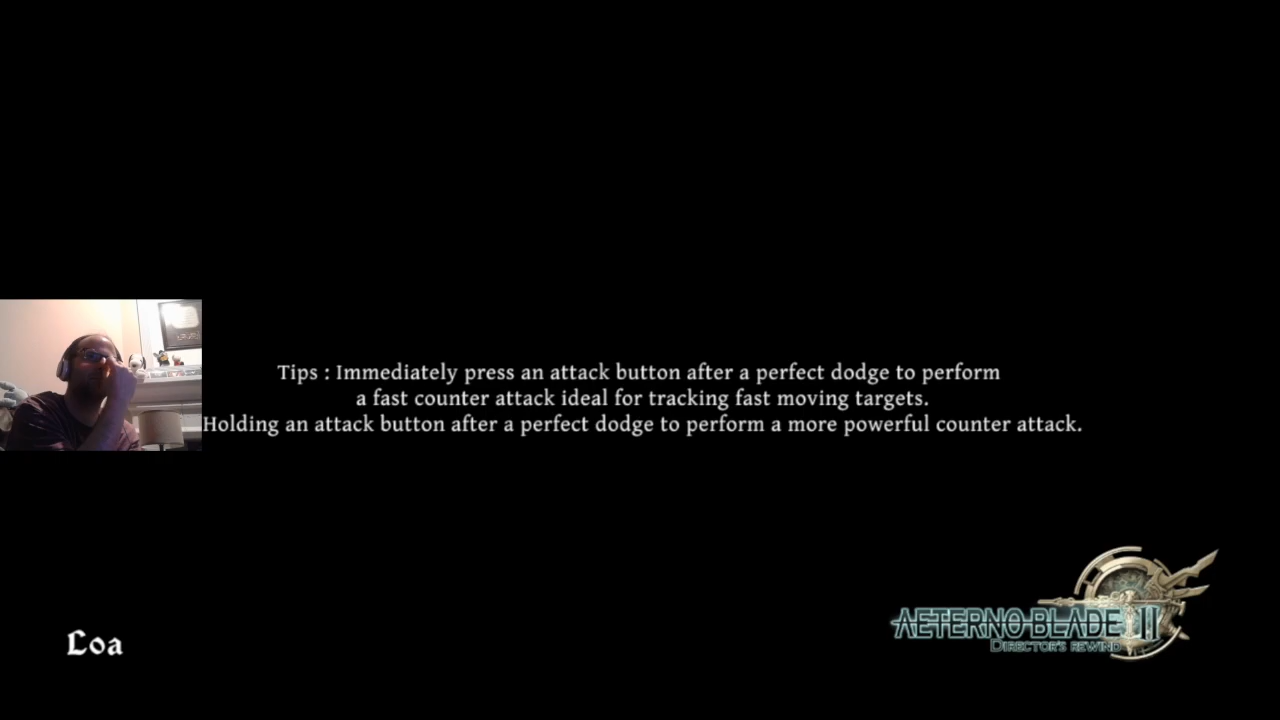 Tips : Immediately press an attack button after a perfect dodge to perform
a fast counter attack ideal for tracking fast moving targets.
Holding an attack button after a perfect dodge to perform a more powerful counter attack.
AETERNO BLADE II
DIRECTOR'S REWIND
Loa